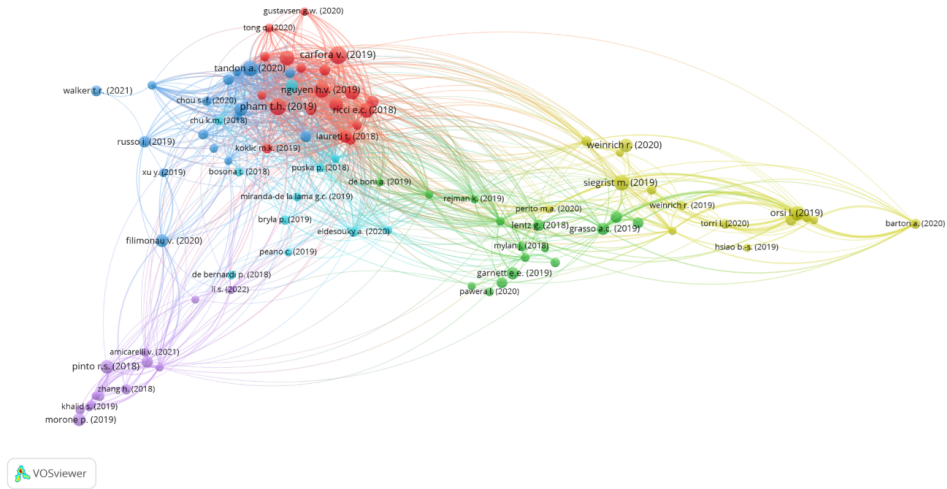 gustavsen g.w. (2020)
tong q. (2020)
carfora v. (2019)
tandon a. (2020)
walker t.r. (2021)
nguyen h.v. (2019)
chou s.-f. (2020)
pham t.h. (2019)
ricci e.c. (2018)
chu k.m. (2018)
laureti t. (2018)
russo i. (2019)
koklic m.k. (2019)
weinrich r. (2020)
xu y. (2019)
bosona t. (2018)
puska p. (2018)
de boni a. (2019)
siegrist m. (2019)
miranda-de la lama g.c. (2019)
rejman k. (2019)
weinrich r. (2019)
perito m.a. (2020)
orsi l. (2019)
bryla p. (2019)
eldesouky a. (2020)
lentz g. (2018)
grasso a.c. (2019)
torri l. (2020)
barton a. (2020)
filimonau v. (2020)
mylan j. (2018)
hsiao b.-s. (2019)
peano c. (2019)
de bernardi p. (2018)
garnett e.e. (2019)
li s. (2022)
pawera l. (2020)
amicarelli v. (2021)
pinto r.s. (2018)
zhang h. (2018)
khalid s. (2019)
morone p. (2019)
VOSviewer